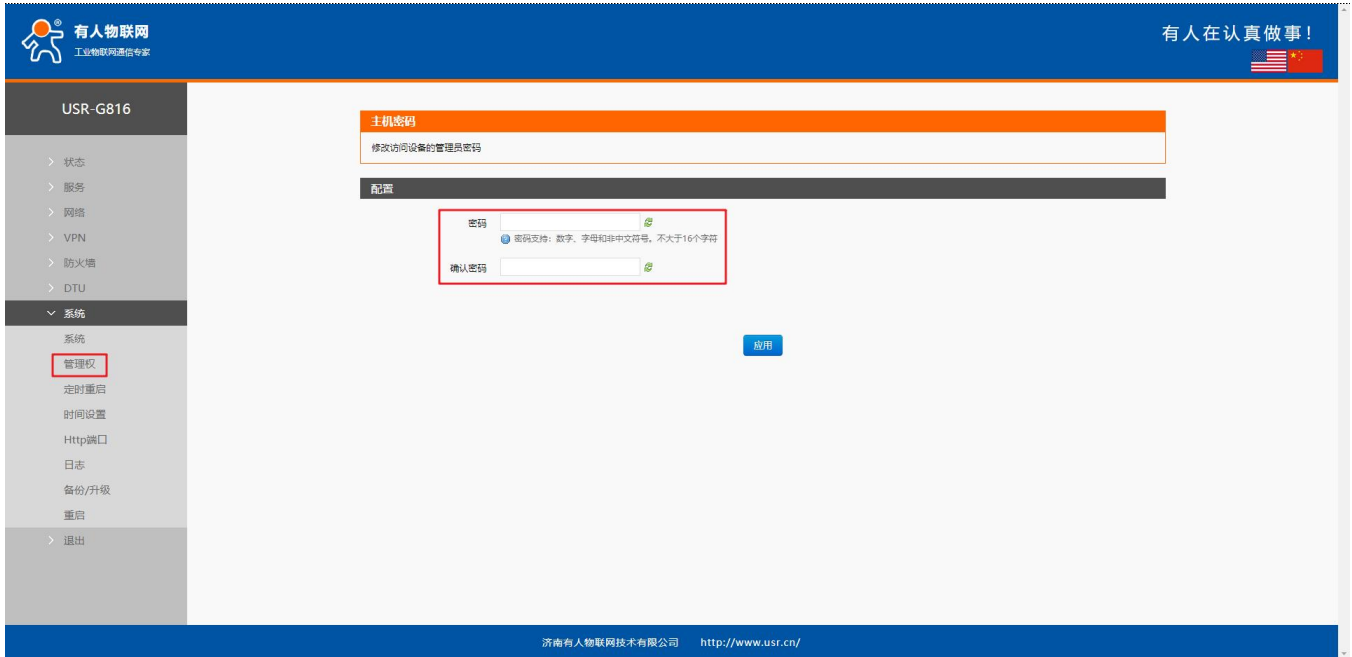 有人物联网
工业物联网通信专家
有人在认真做事!
USR-G816
状态
服务
网络
VPN
防火墙
DTU
系统
系统
管理权
定时重启
时间设置
Http端口
日志
备份/升级
重启
退出
主机密码
修改访问设备的管理员密码
配置
密码
密码支持：数字、字母和非中文符号。不大于16个字符
确认密码
应用
济南有人物联网技术有限公司 http://www.usr.cn/